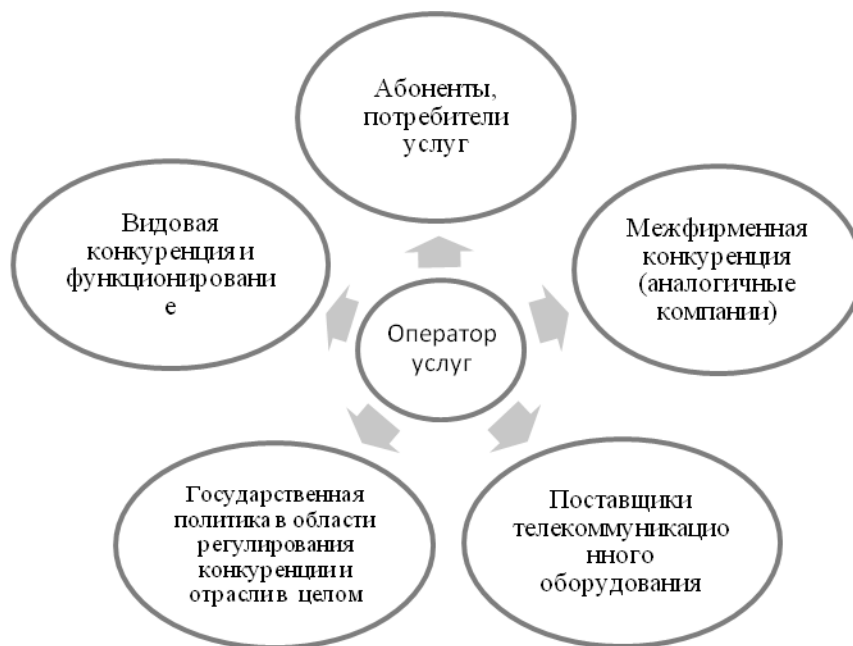 Абоненты,
потребители
услуг
Видовая
конкуренция и
функционировани
е
Межфирменная
конкуренция
(аналогичные
компании)
Оператор
услуг
Государственная
политика в области
регулирования
конкуренции и
отрасли в целом
Поставщики
телекоммуникацио
нного
оборудования